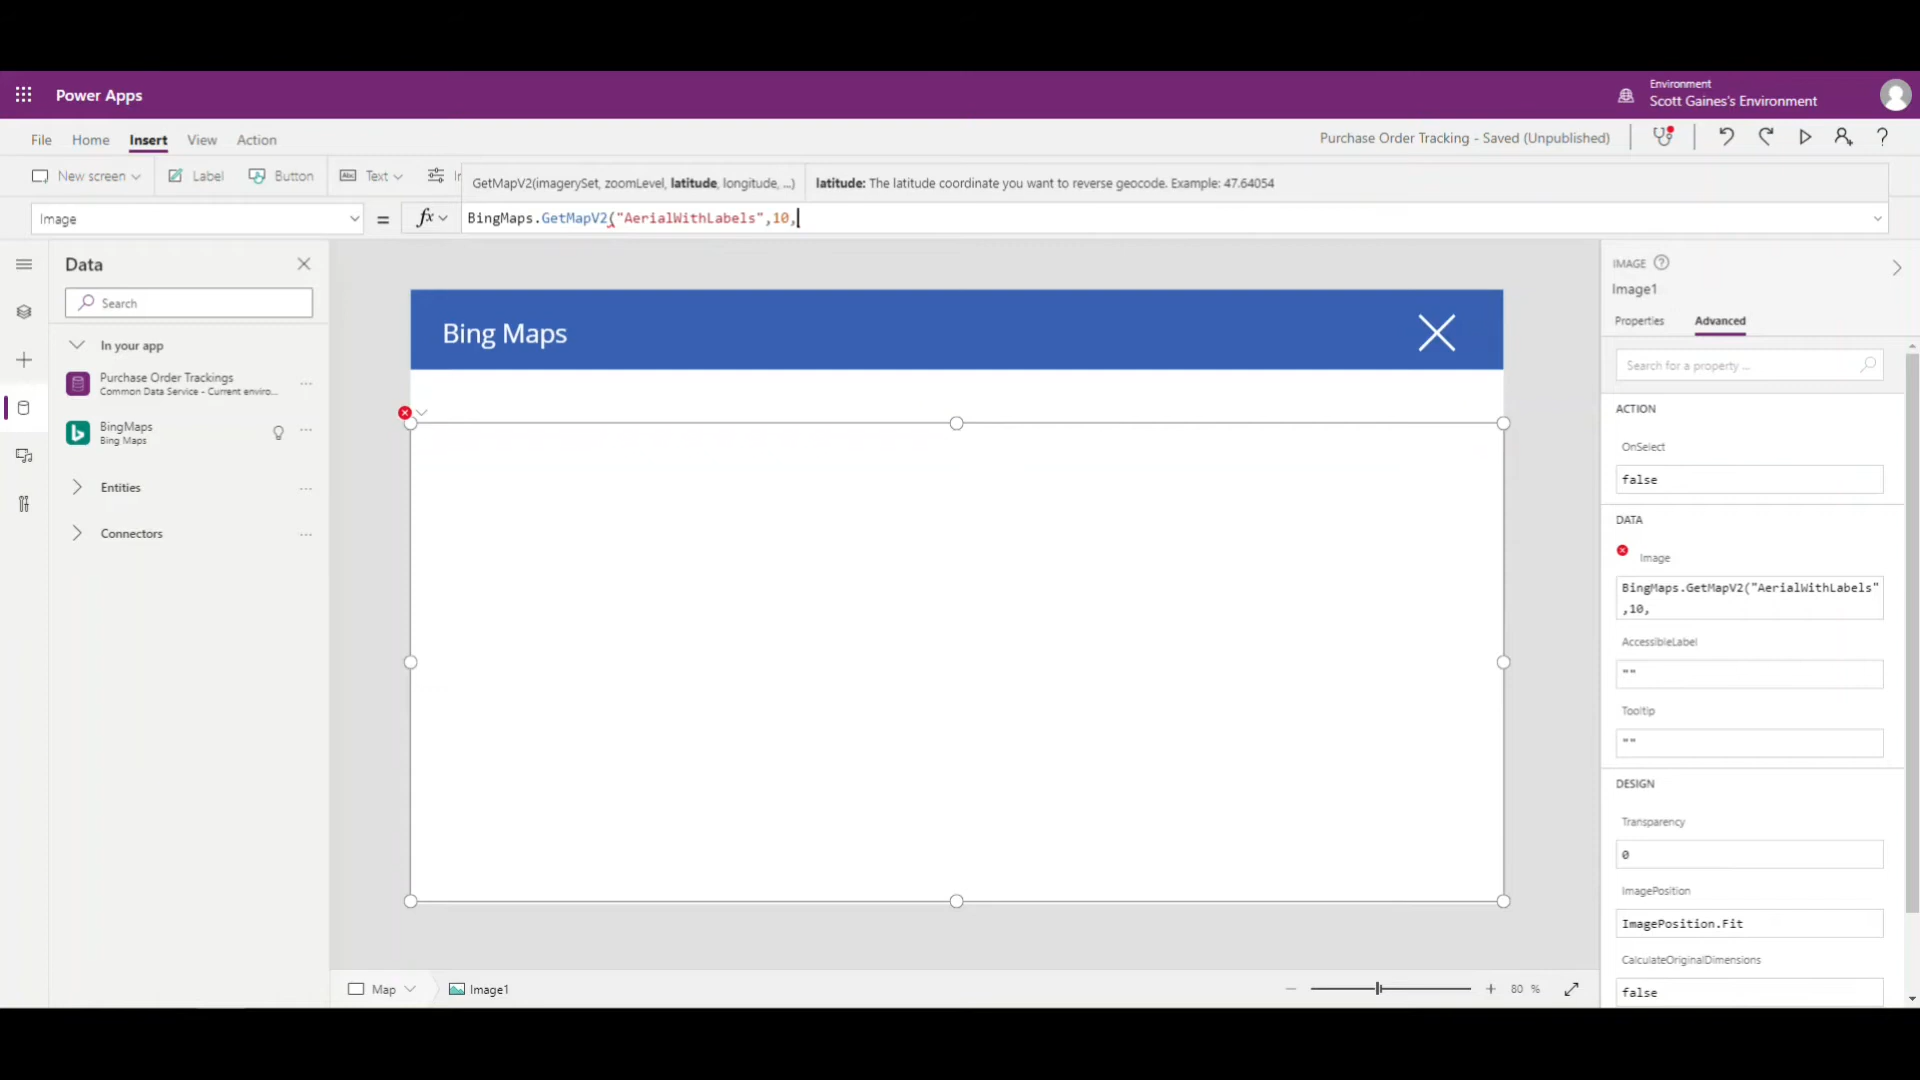 Power Apps
Environment
Scott Gaines's Environment
File Home Insert View Action
Purchase Order Tracking - Saved (Unpublished)
New screen Label Button Text
GetMapV2(imagerySet, zoomLevel, latitude, longitude, ...)
latitude: The latitude coordinate you want to reverse geocode. Example: 47.64054
Image = fx BingMaps.GetMapV2("AerialWithLabels",10,
Data
Search
In your app
Purchase Order Trackings
Common Data Service - Current enviro...
BingMaps
Bing Maps
Entities
Connectors
Bing Maps
IMAGE
Image1
Properties Advanced
Search for a property ...
ACTION
OnSelect
false
DATA
Image
BingMaps.GetMapV2("AerialWithLabels"
,10,
AccessibleLabel
""
Tooltip
""
DESIGN
Transparency
0
ImagePosition
ImagePosition.Fit
CalculateOriginalDimensions
false
Map Image1
80 %